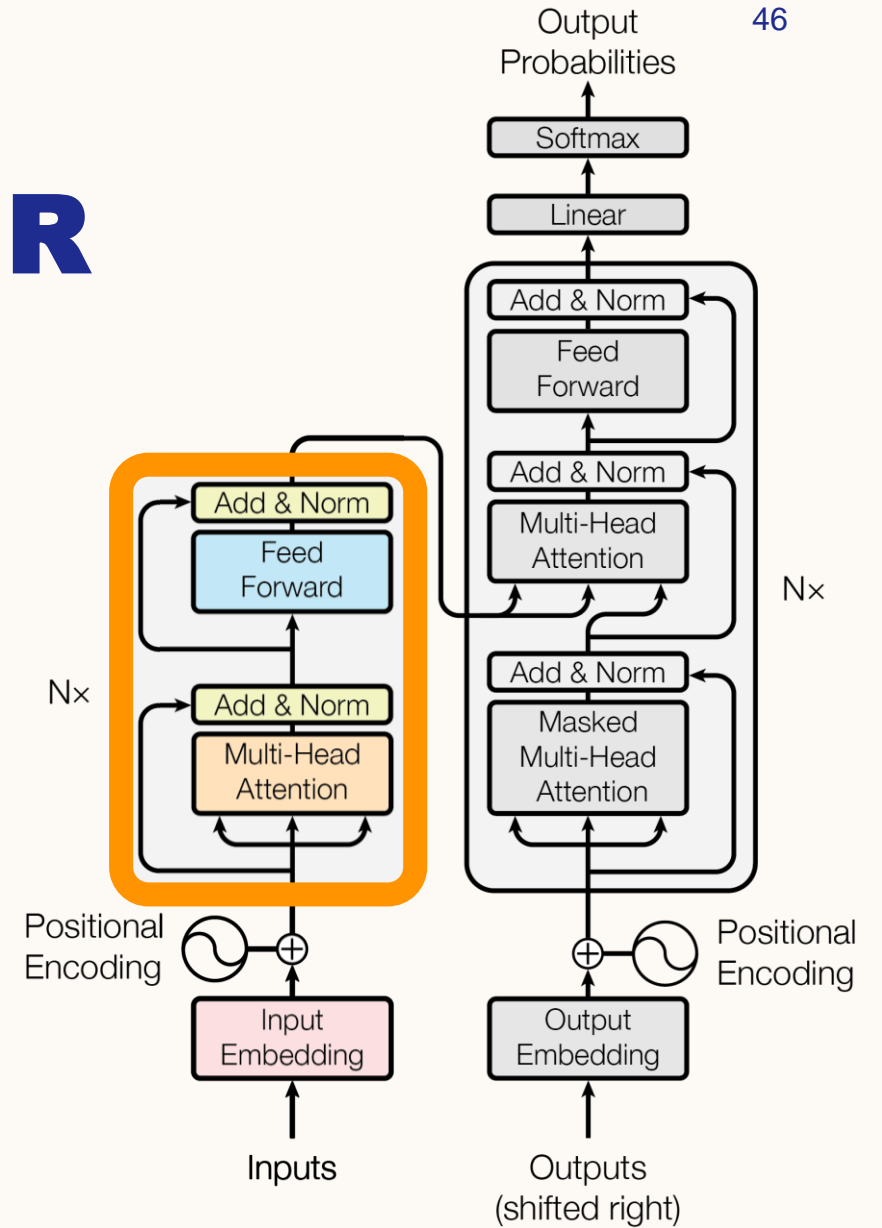 46
R
Output
Probabilities
Softmax
Linear
Add & Norm
Feed
Forward
Add & Norm
Multi-Head
Attention
Nx
Add & Norm
Masked
Multi-Head
Attention
Positional
Encoding
Output
Embedding
Outputs
(shifted right)
Add & Norm
Feed
Forward
Nx
Add & Norm
Multi-Head
Attention
Positional
Encoding
Input
Embedding
Inputs